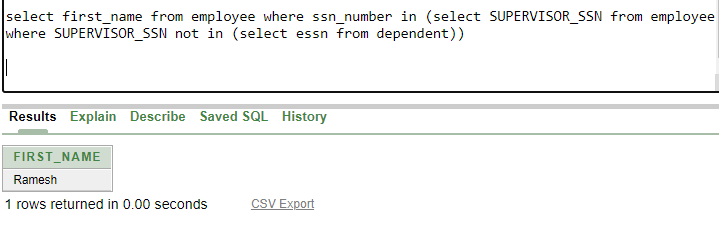 select first_name from employee where ssn_number in (select SUPERVISOR_SSN from employee
where SUPERVISOR_SSN not in (select essn from dependent))
Results Explain Describe Saved SQL History
FIRST_NAME
Ramesh
1 rows returned in 0.00 seconds CSV Export